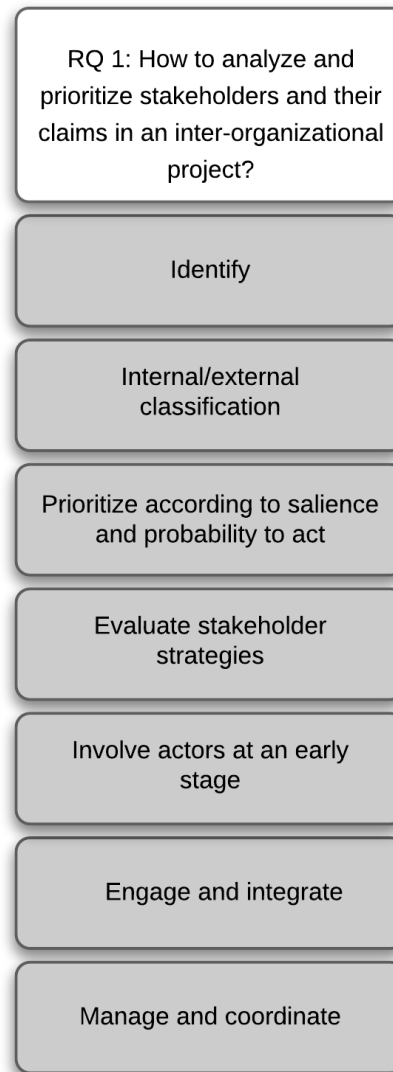 RQ 1: How to analyze and
prioritize stakeholders and their
claims in an inter-organizational
project?
Identify
Internal/external
classification
Prioritize according to salience
and probability to act
Evaluate stakeholder
strategies
Involve actors at an early
stage
Engage and integrate
Manage and coordinate